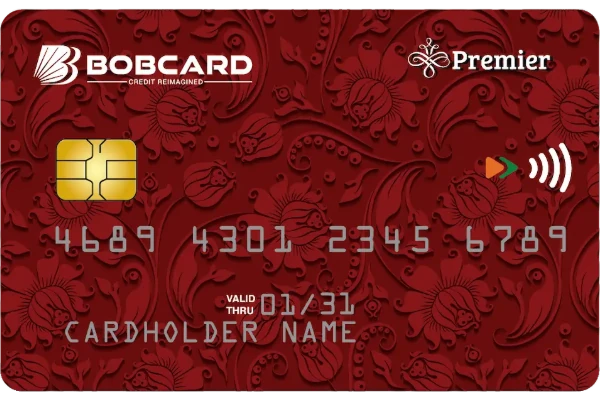 BOBCARD
CREDIT REIMAGINED
Premier
4689 4301 2345 6789
VALID THRU 01/31
CARDHOLDER NAME